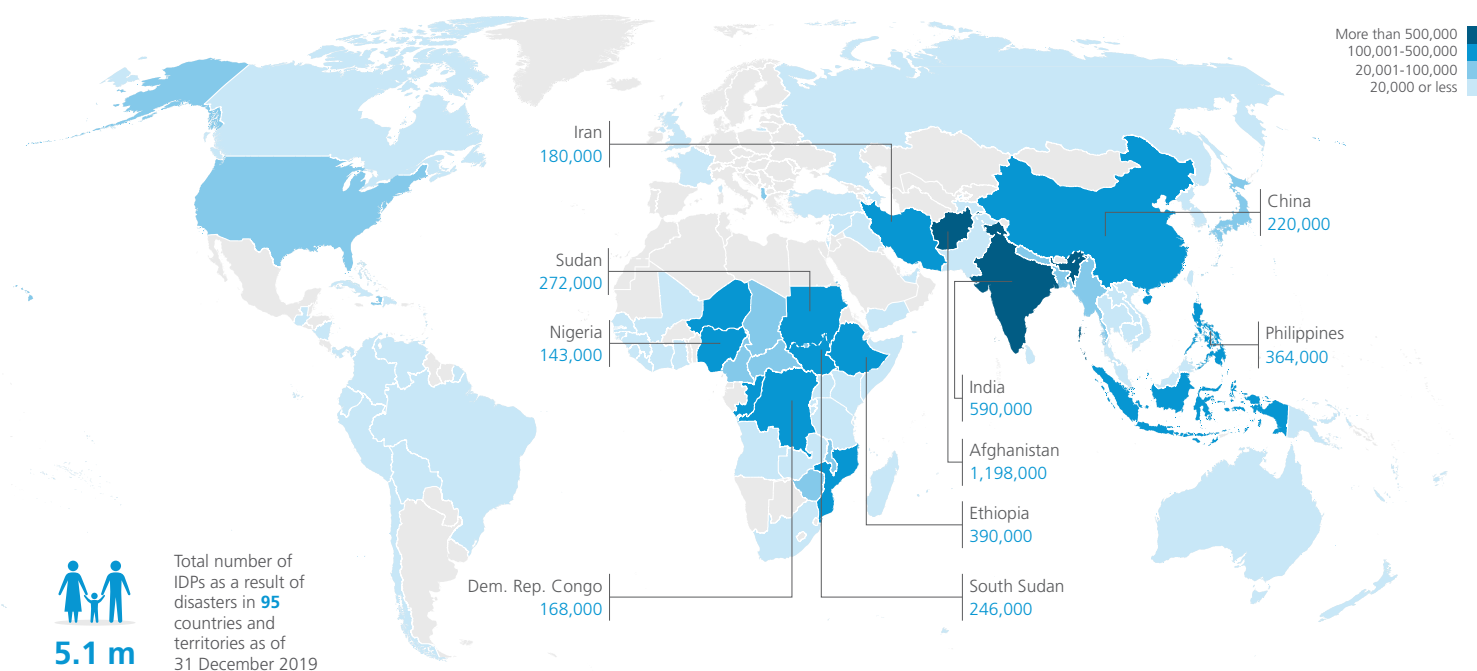 More than 500,000
100,001-500,000
20,001-100,000
20,000 or less
Iran
180,000
China
220,000
Sudan
272,000
Nigeria
143,000
Philippines
364,000
India
590,000
Afghanistan
1,198,000
Ethiopia
390,000
Dem. Rep. Congo
168,000
South Sudan
246,000
5.1 m
Total number of
IDPs as a result of
disasters in 95
countries and
territories as of
31 December 2019